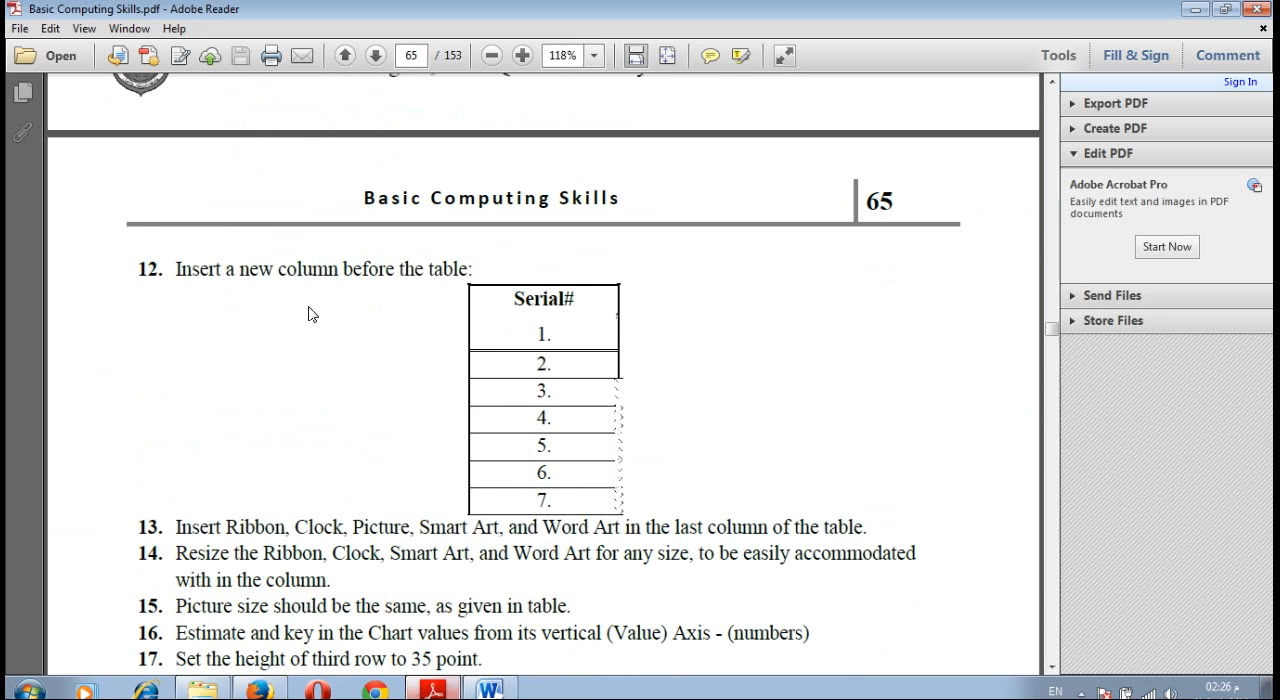 Basic Computing Skills.pdf - Adobe Reader
File Edit View Window Help
Open 65 / 153 118% Tools Fill & Sign Comment
Sign In
Export PDF
Create PDF
Edit PDF
Adobe Acrobat Pro
Easily edit text and images in PDF
documents
Start Now
Send Files
Store Files
Basic Computing Skills 65
12. Insert a new column before the table:
Serial#
1.
2.
3.
4.
5.
6.
7.
13. Insert Ribbon, Clock, Picture, Smart Art, and Word Art in the last column of the table.
14. Resize the Ribbon, Clock, Smart Art, and Word Art for any size, to be easily accommodated
with in the column.
15. Picture size should be the same, as given in table.
16. Estimate and key in the Chart values from its vertical (Value) Axis - (numbers)
17. Set the height of third row to 35 point.
EN 02:26 م